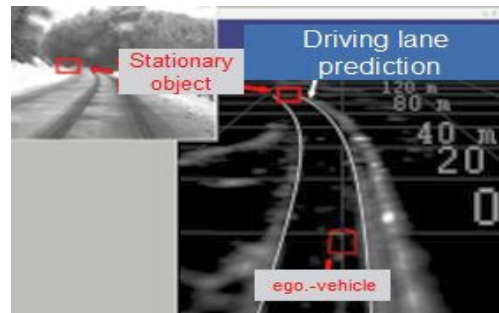 Stationary
object
Driving lane
prediction
120 m
80 m
40 m
20
0
ego.-vehicle